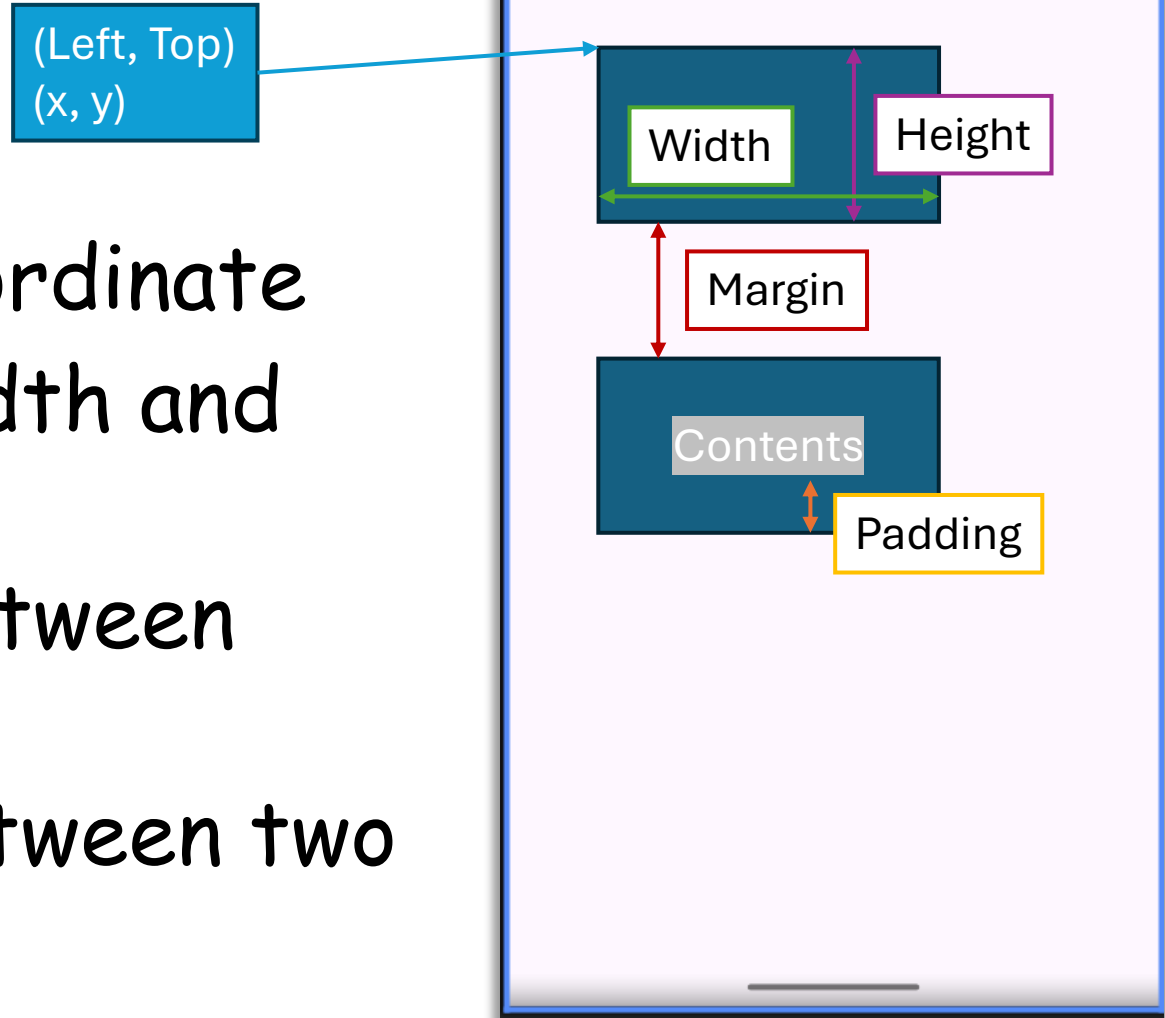 (Left, Top)
(x, y)
Width
Height
Margin
Contents
Padding
ordinate
dth and
tween
tween two